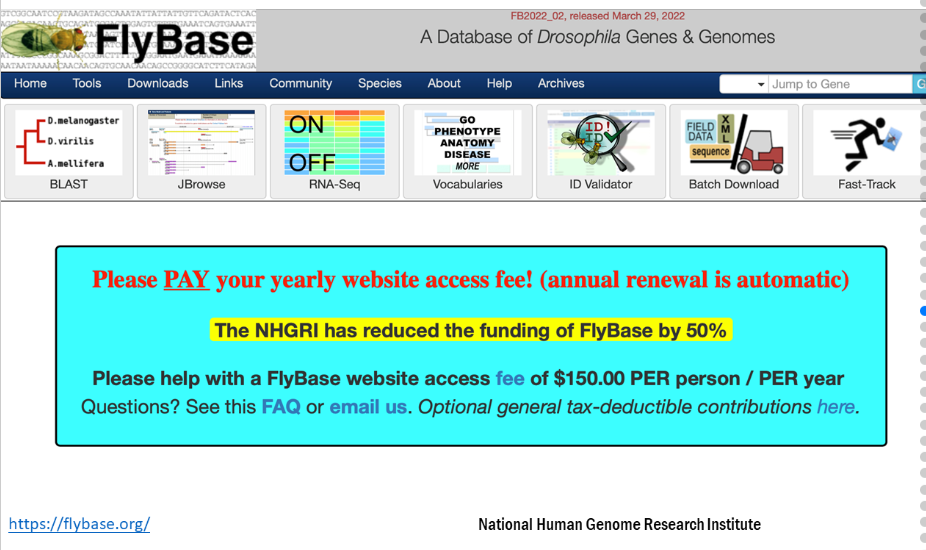 FlyBase
FB2022_02, released March 29, 2022
A Database of Drosophila Genes & Genomes
Home Tools Downloads Links Community Species About Help Archives Jump to Gene G
D.melanogaster
D.virilis
A.mellifera
BLAST
JBrowse
ON
OFF
RNA-Seq
GO
PHENOTYPE
ANATOMY
DISEASE
MORE
Vocabularies
ID!
ID
ID Validator
FIELD
DATA
XML
sequence
Batch Download
Fast-Track
Please PAY your yearly website access fee! (annual renewal is automatic)
The NHGRI has reduced the funding of FlyBase by 50%
Please help with a FlyBase website access fee of $150.00 PER person / PER year
Questions? See this FAQ or email us. Optional general tax-deductible contributions here.
https://flybase.org/
National Human Genome Research Institute